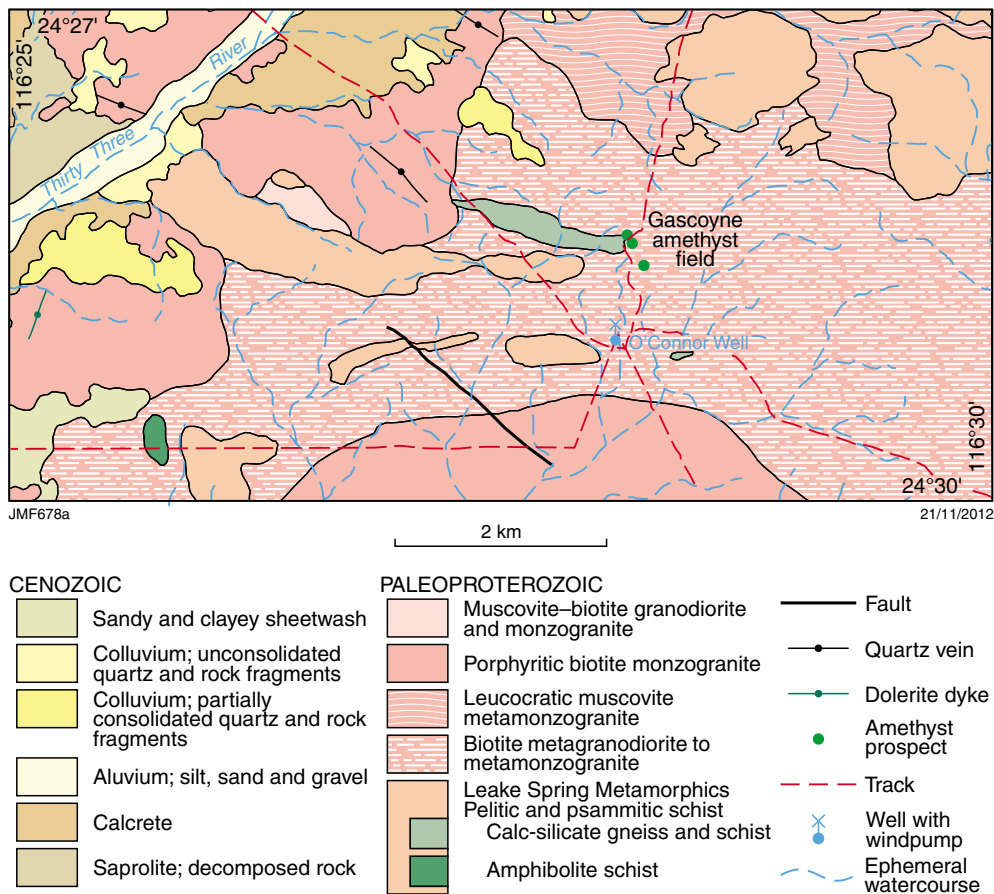 24°27'
116°25'
Thirty Three River
Gascoyne
amethyst
field
O'Connor Well
116°30'
24°30'
JMF678a
21/11/2012
2 km
CENOZOIC
Sandy and clayey sheetwash
Colluvium; unconsolidated
quartz and rock fragments
Colluvium; partially
consolidated quartz and rock
fragments
Aluvium; silt, sand and gravel
Calcrete
Saprolite; decomposed rock
PALEOPROTEROZOIC
Muscovite–biotite granodiorite
and monzogranite
Porphyritic biotite monzogranite
Leucocratic muscovite
metamonzogranite
Biotite metagranodiorite to
metamonzogranite
Leake Spring Metamorphics
Pelitic and psammitic schist
Calc-silicate gneiss and schist
Amphibolite schist
Fault
Quartz vein
Dolerite dyke
Amethyst
prospect
Track
Well with
windpump
Ephemeral
watercourse